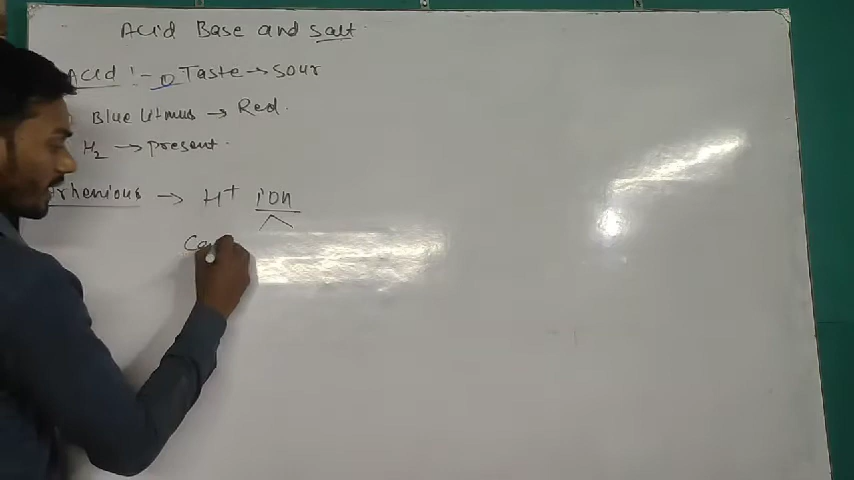 Acid Base and Salt
Acid :- ① Taste → Sour
Blue litmus → Red.
H₂ → present.
rhenious → H⁺ ion